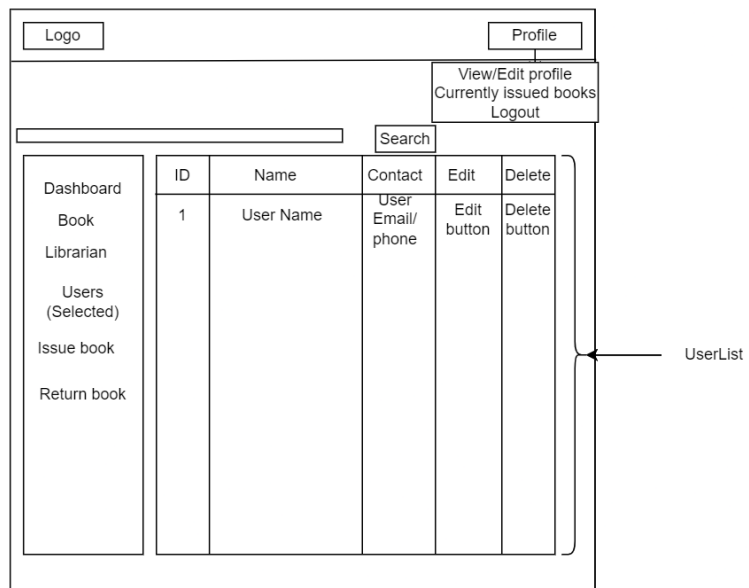 Logo
Profile
View/Edit profile
Currently issued books
Logout
Search
Dashboard
Book
Librarian
Users
(Selected)
Issue book
Return book
ID Name Contact Edit Delete
1 User Name
User
Email/
phone
Edit
button
Delete
button
UserList